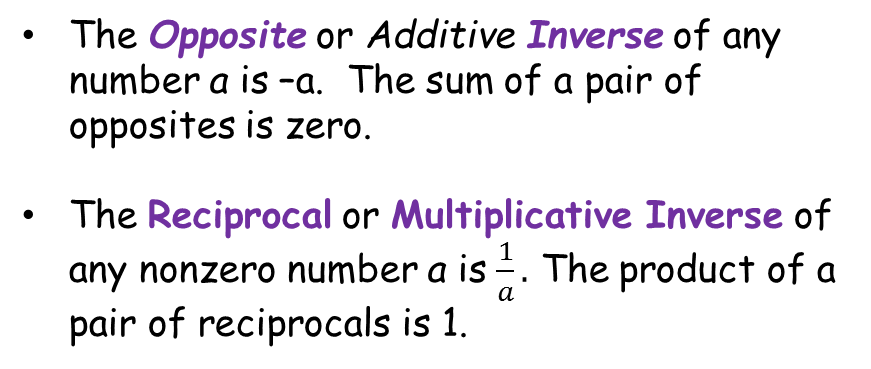 • The Opposite or Additive Inverse of any
number a is –a. The sum of a pair of
opposites is zero.
• The Reciprocal or Multiplicative Inverse of
any nonzero number a is 1/a. The product of a
pair of reciprocals is 1.